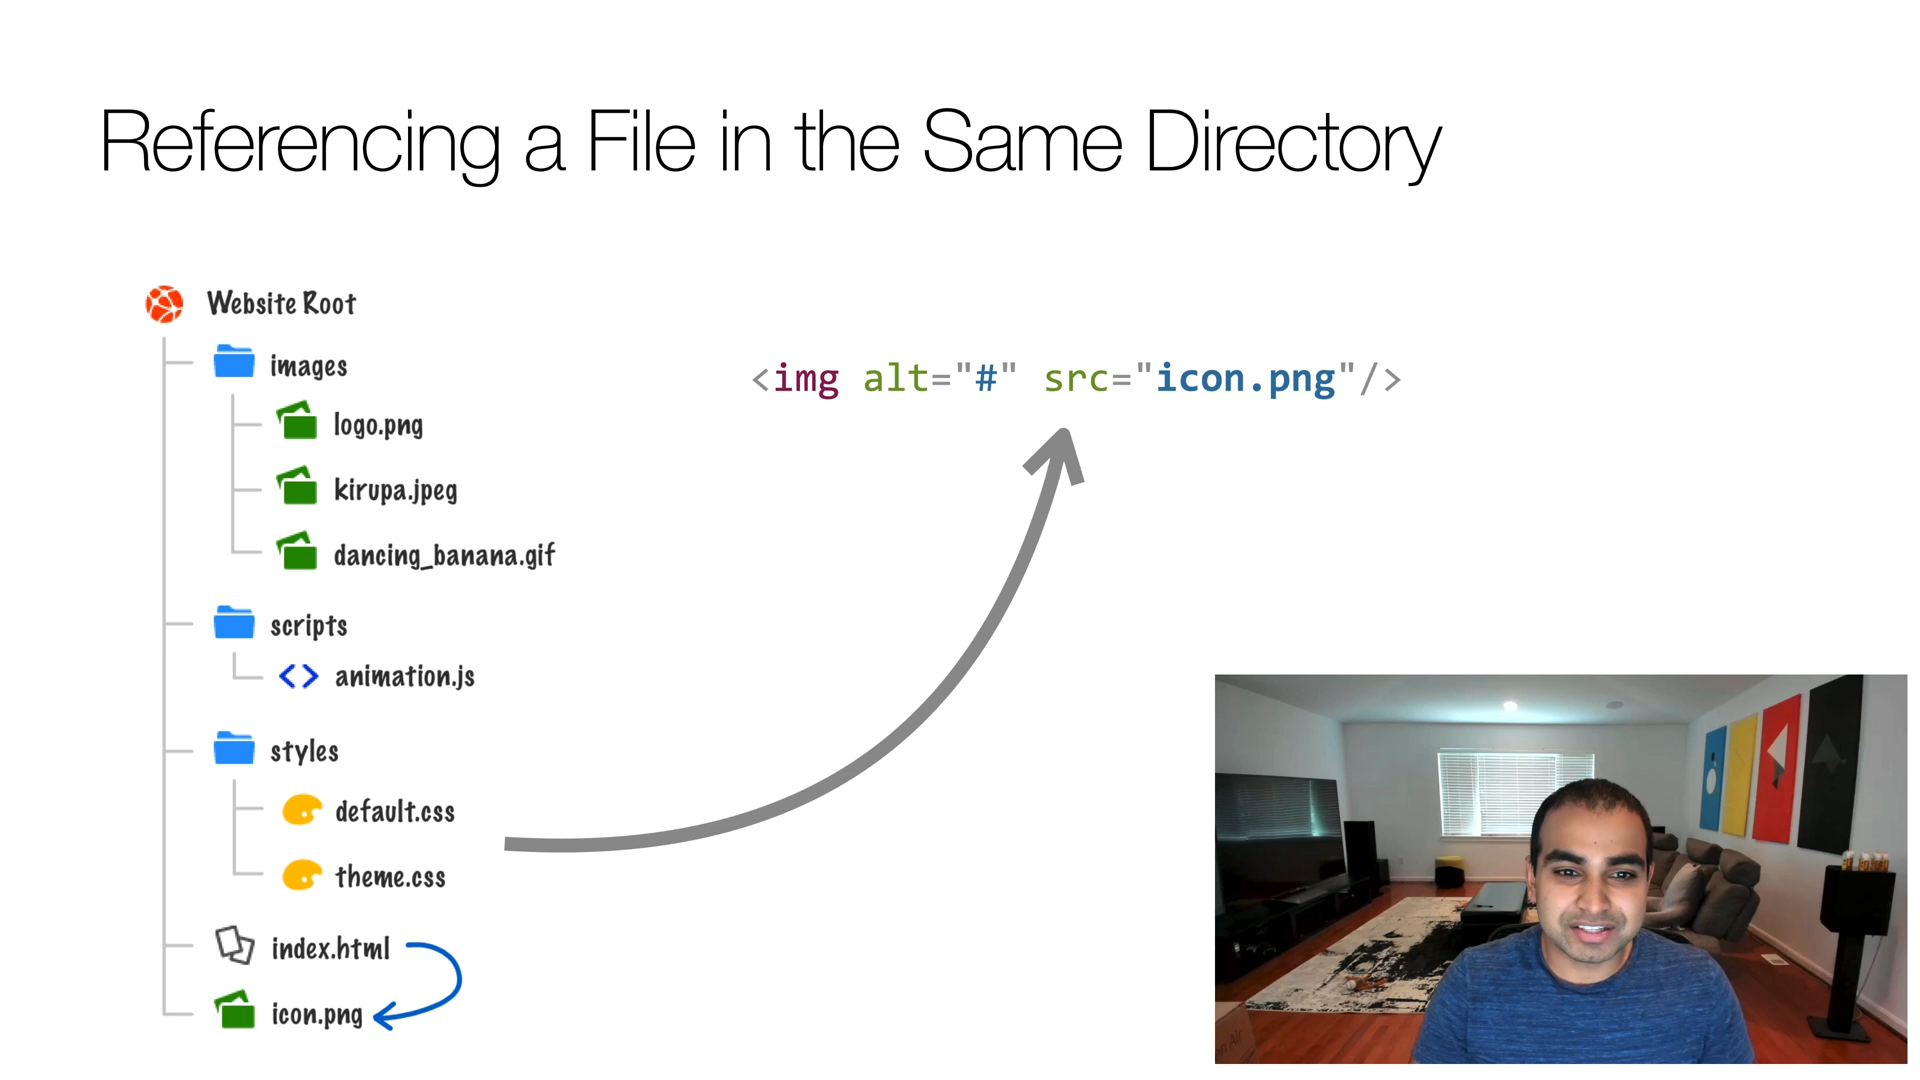 Referencing a File in the Same Directory
Website Root
images
logo.png
kirupa.jpeg
dancing_banana.gif
scripts
animation.js
styles
default.css
theme.css
index.html
icon.png
<img alt="#" src="icon.png"/>